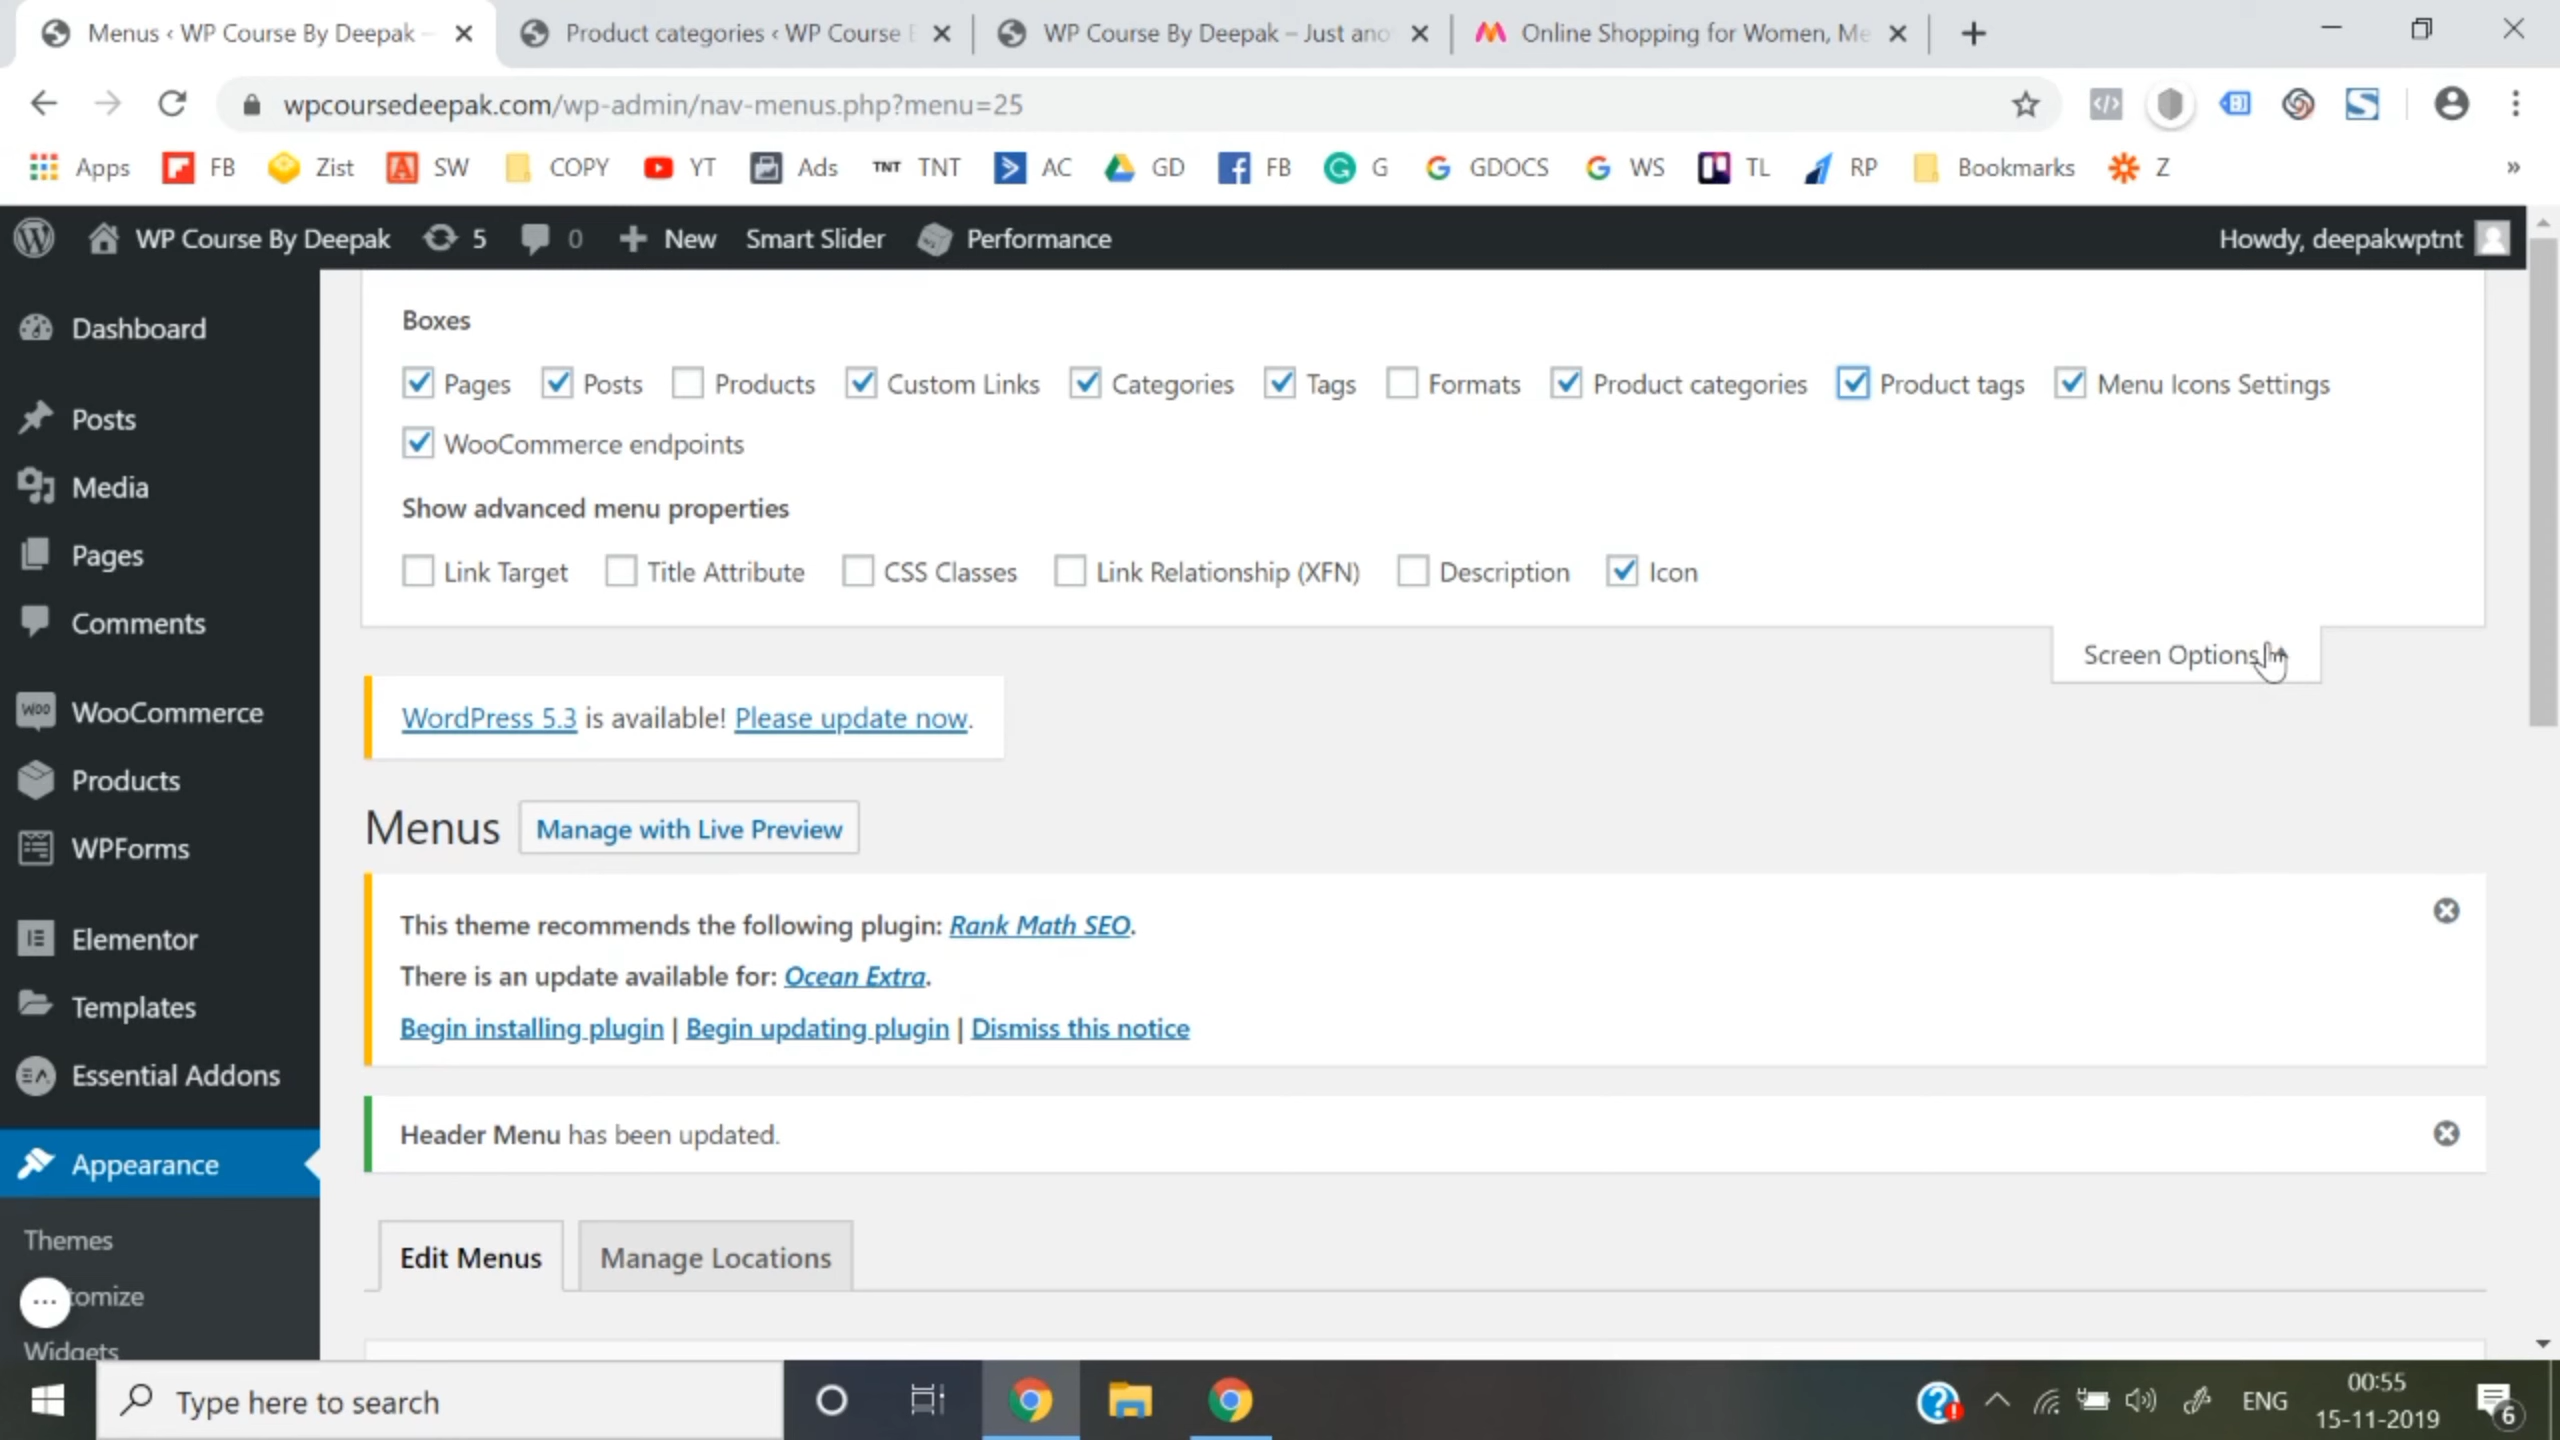 Menus ‹ WP Course By Deepak –
Product categories ‹ WP Course
WP Course By Deepak – Just ano
Online Shopping for Women, Me
wpcoursedeepak.com/wp-admin/nav-menus.php?menu=25
Apps FB Zist SW COPY YT Ads TNT TNT AC GD FB G GDOCS WS TL RP Bookmarks Z »
WP Course By Deepak 5 0 New Smart Slider Performance Howdy, deepakwptnt
Dashboard
Posts
Media
Pages
Comments
WooCommerce
Products
WPForms
Elementor
Templates
Essential Addons
Appearance
Themes
tomize
Widgets
Boxes
Pages Posts Products Custom Links Categories Tags Formats Product categories Product tags Menu Icons Settings
WooCommerce endpoints
Show advanced menu properties
Link Target Title Attribute CSS Classes Link Relationship (XFN) Description Icon
Screen Options
WordPress 5.3 is available! Please update now.
Menus Manage with Live Preview
This theme recommends the following plugin: Rank Math SEO.
There is an update available for: Ocean Extra.
Begin installing plugin | Begin updating plugin | Dismiss this notice
Header Menu has been updated.
Edit Menus Manage Locations
Type here to search
ENG
00:55
15-11-2019
6